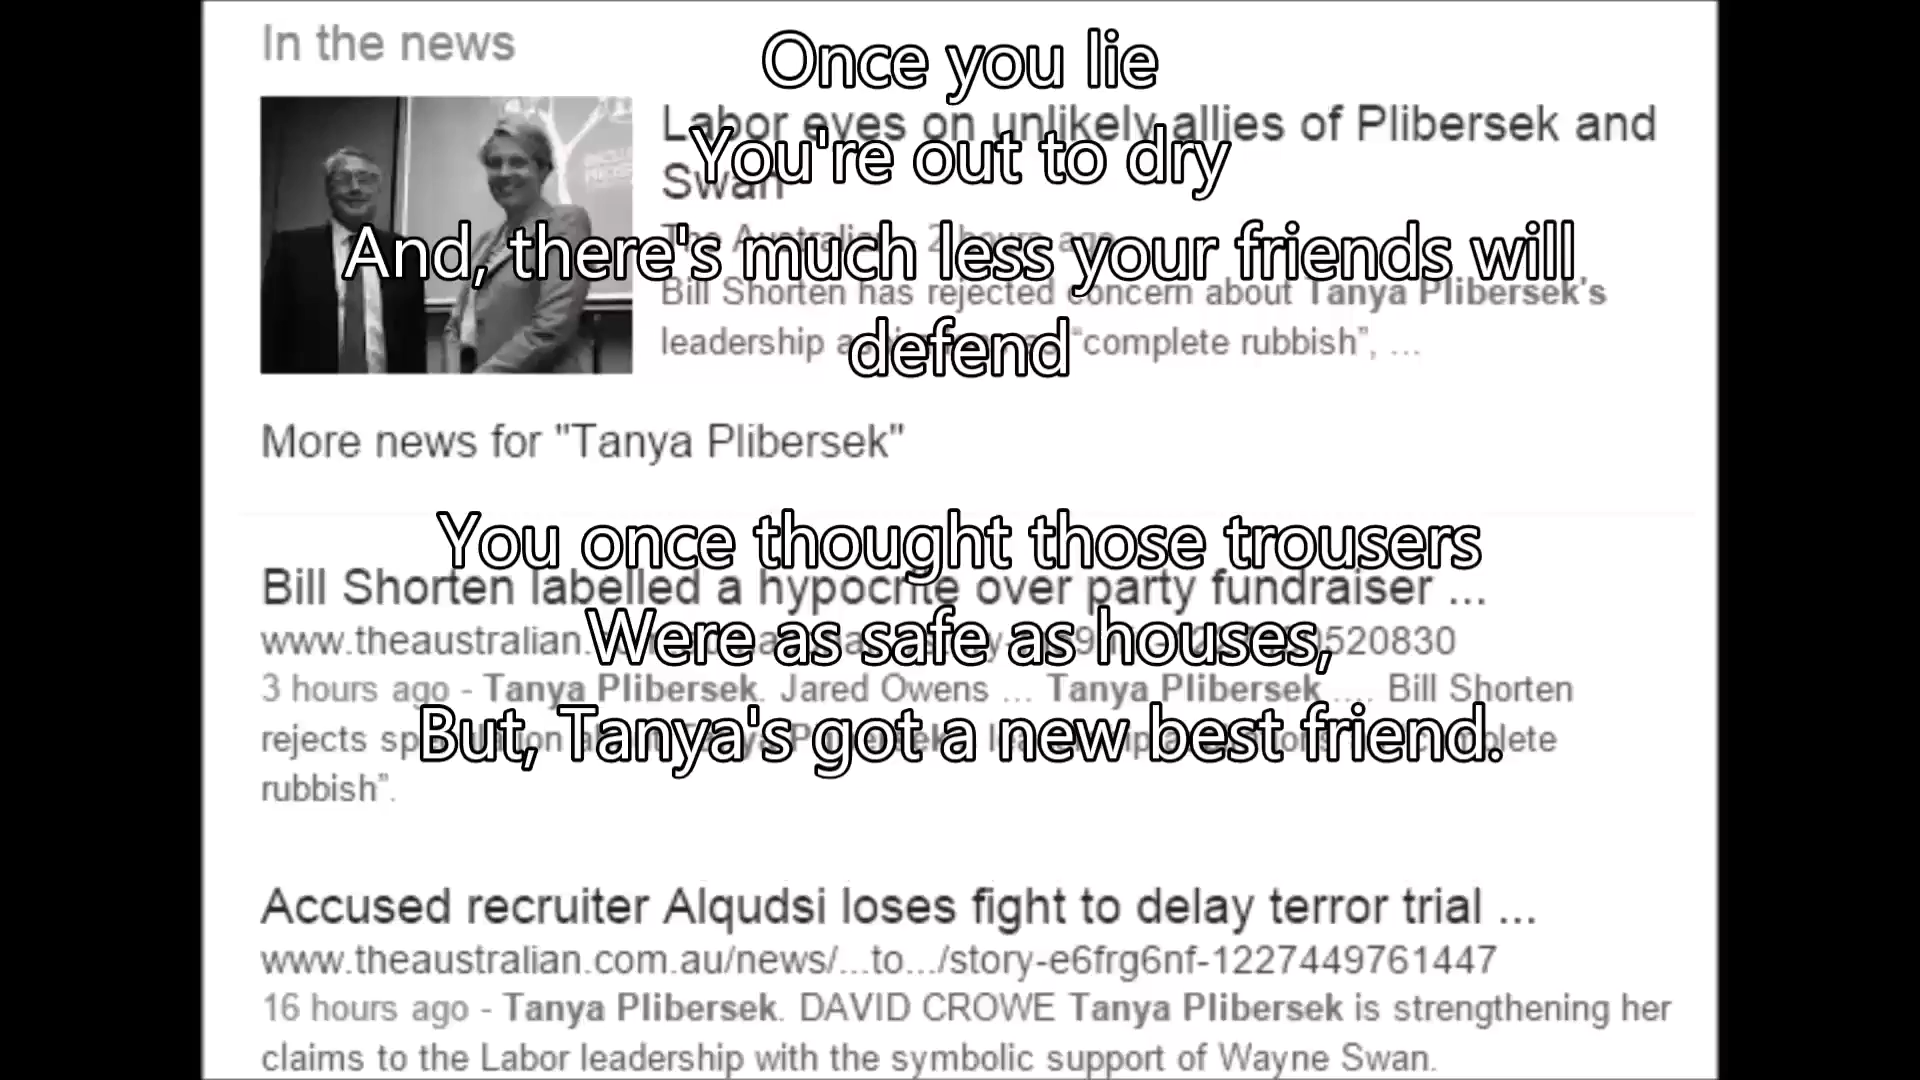 In the news
Once you lie
Labor eyes on unlikely allies of Plibersek and
You're out to dry
Swan
The Australian - 2 hours ago
And, there's much less your friends will
Bill Shorten has rejected concern about Tanya Plibersek's
defend
leadership as "complete rubbish”, ...
More news for "Tanya Plibersek"
You once thought those trousers
Bill Shorten labelled a hypocrite over party fundraiser ...
Were as safe as houses,
www.theaustralian. 520830
3 hours ago - Tanya Plibersek. Jared Owens ... Tanya Plibersek .... Bill Shorten
But, Tanya's got a new best friend.
rejects
rubbish”.
Accused recruiter Alqudsi loses fight to delay terror trial ...
www.theaustralian.com.au/news/...to.../story-e6frg6nf-1227449761447
16 hours ago - Tanya Plibersek. DAVID CROWE Tanya Plibersek is strengthening her
claims to the Labor leadership with the symbolic support of Wayne Swan.